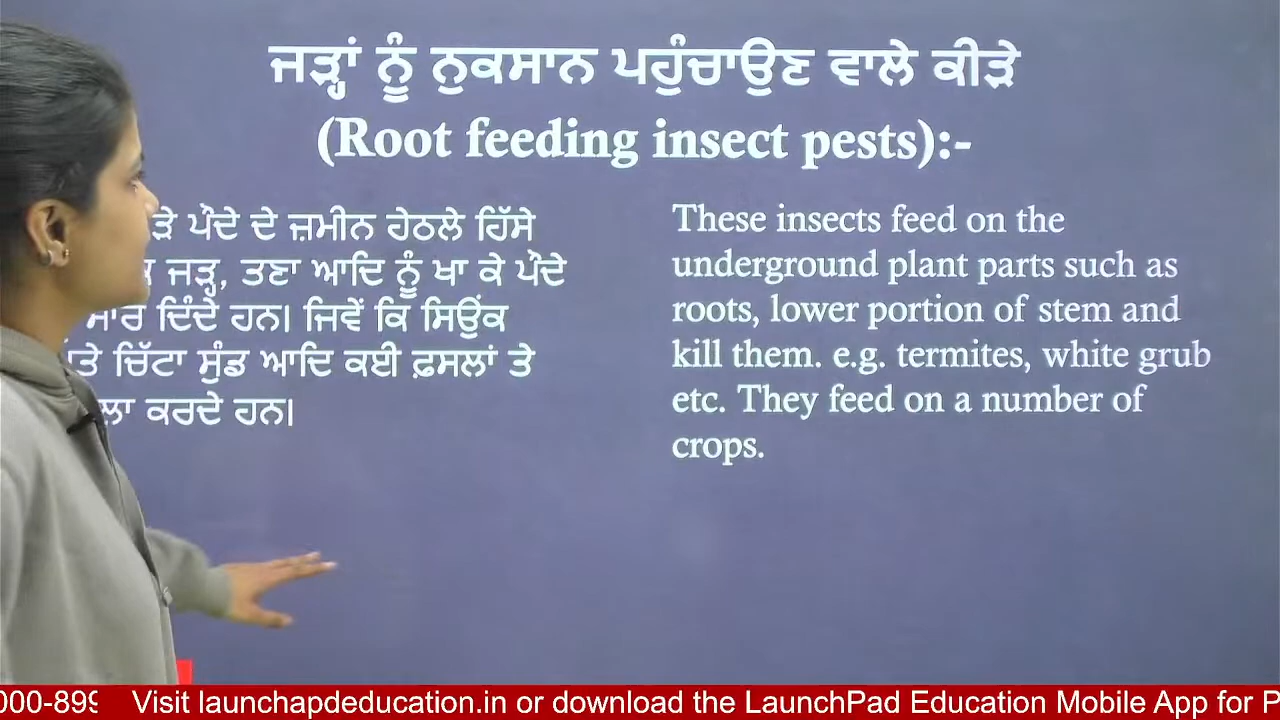 ਜੜ੍ਹਾਂ ਨੂੰ ਨੁਕਸਾਨ ਪਹੁੰਚਾਉਣ ਵਾਲੇ ਕੀੜੇ
(Root feeding insect pests):-
ਪੌਦੇ ਦੇ ਜ਼ਮੀਨ ਹੇਠਲੇ ਹਿੱਸੇ
ਜੜ੍ਹ, ਤਣਾ ਆਦਿ ਨੂੰ ਖਾ ਕੇ ਪੌਦੇ
ਦਿੰਦੇ ਹਨ। ਜਿਵੇਂ ਕਿ ਸਿਉਂਕ
ਚਿੱਟਾ ਸੁੰਡ ਆਦਿ ਕਈ ਫ਼ਸਲਾਂ ਤੇ
ਕਰਦੇ ਹਨ।
These insects feed on the
underground plant parts such as
roots, lower portion of stem and
kill them. e.g. termites, white grub
etc. They feed on a number of
crops.
Visit launchapdeducation.in or download the LaunchPad Education Mobile App for